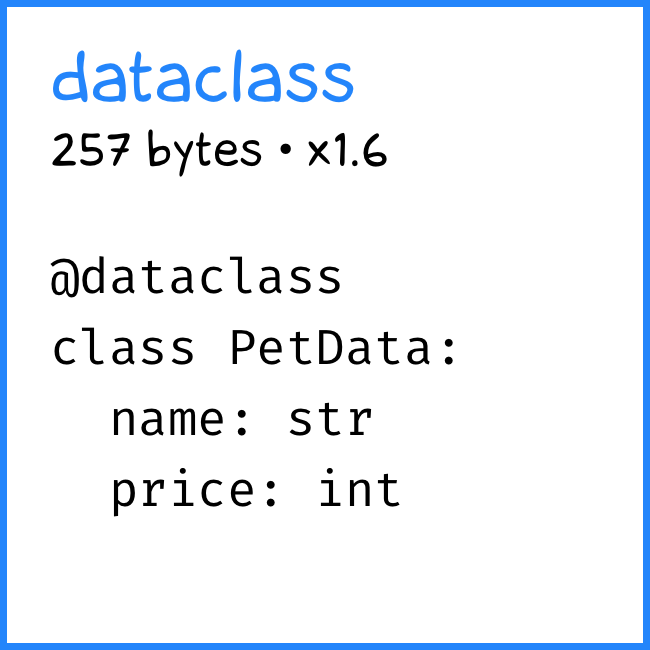 dataclass
257 bytes • x1.6
@dataclass
class PetData:
  name: str
  price: int